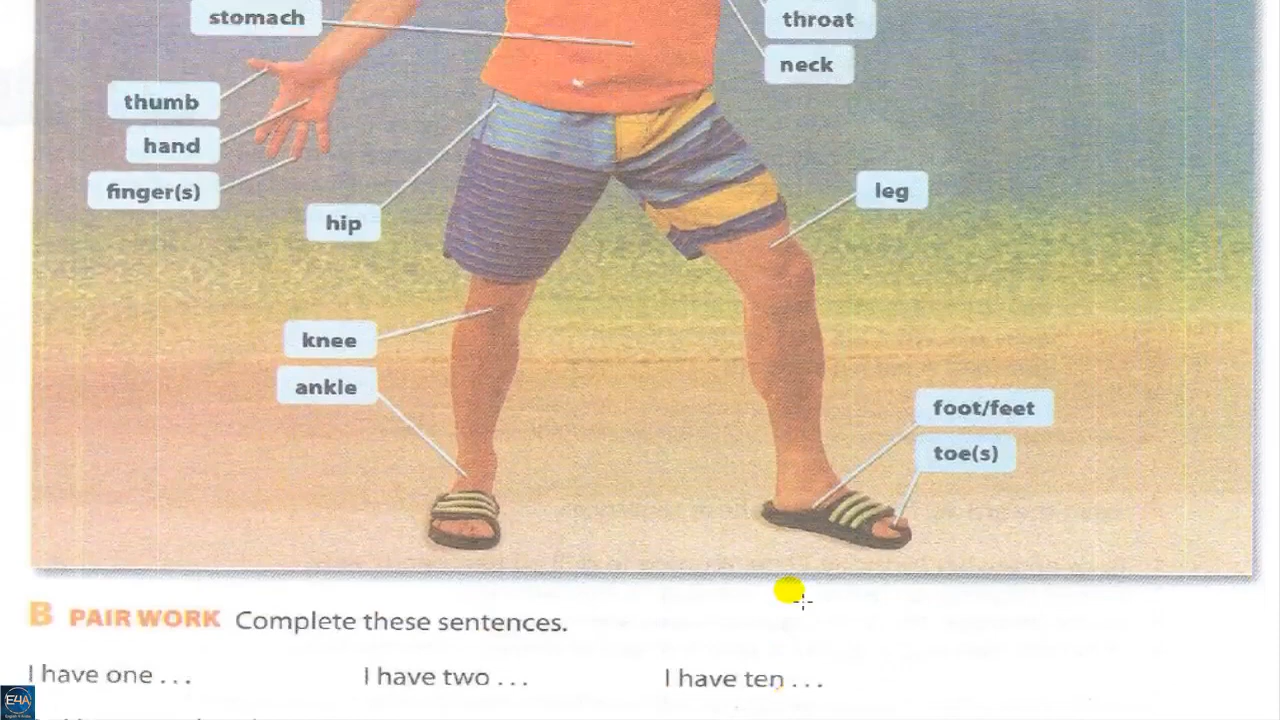 stomach
throat
neck
thumb
hand
finger(s)
hip
leg
knee
ankle
foot/feet
toe(s)
B PAIR WORK Complete these sentences.
I have one ... I have two ... I have ten ...
E4A